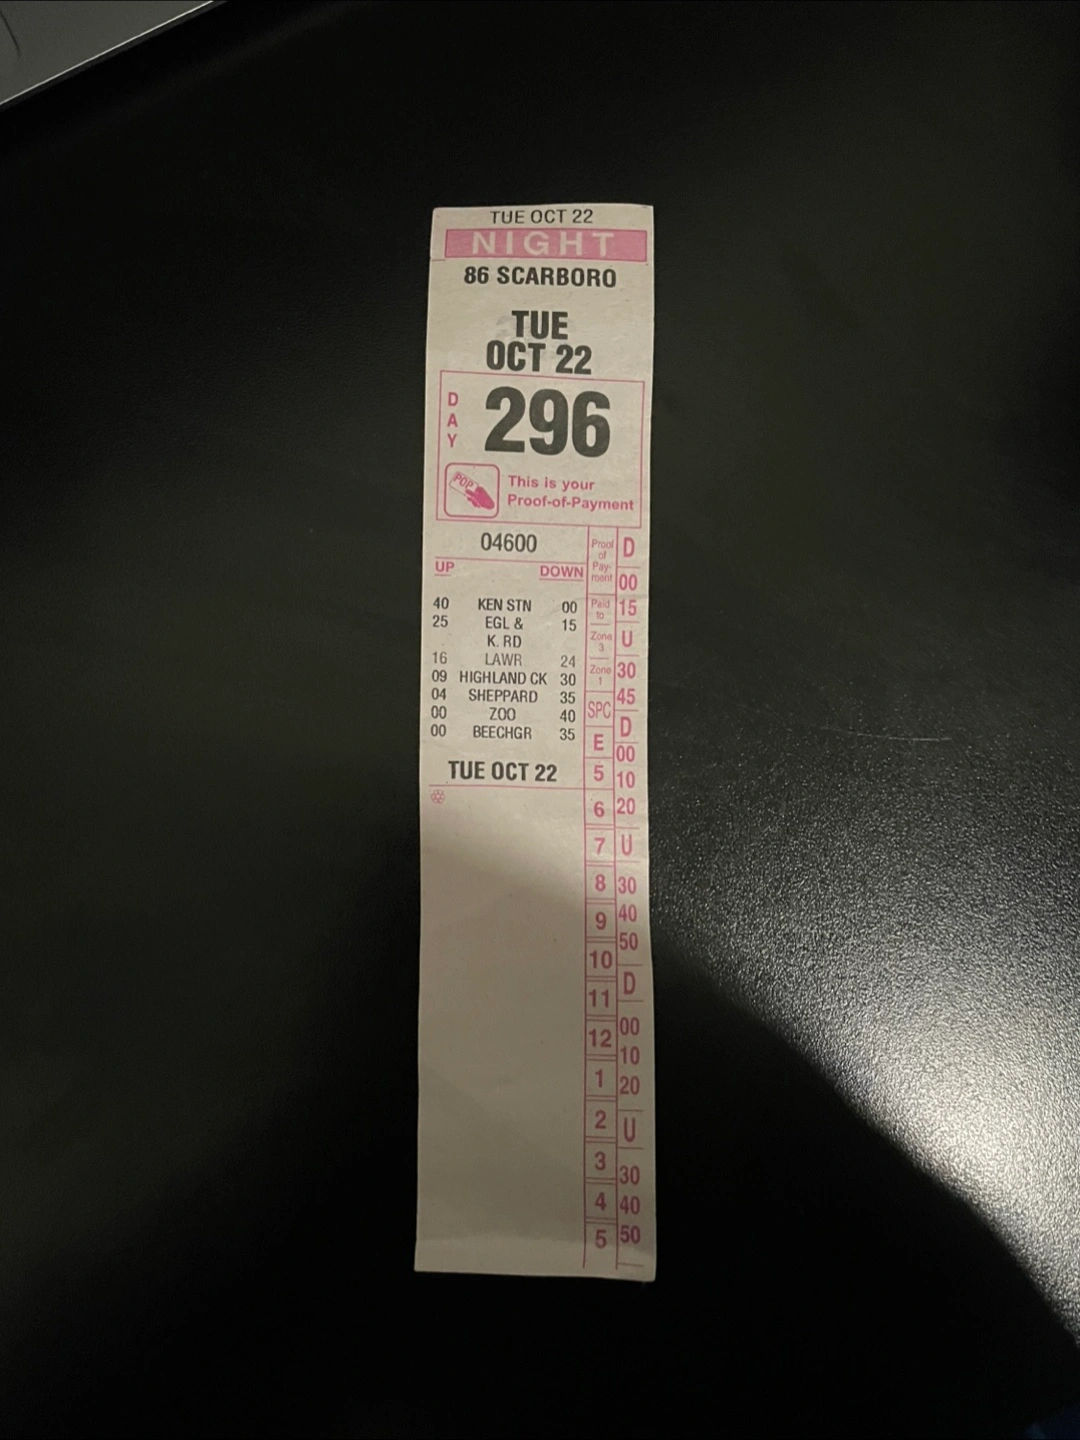 TUE OCT 22
NIGHT
86 SCARBORO
TUE
OCT 22
DAY
296
POP
This is your
Proof-of-Payment
04600
UP DOWN
40 KEN STN 00
25 EGL & 15
K. RD
16 LAWR 24
09 HIGHLAND CK 30
04 SHEPPARD 35
00 ZOO 40
00 BEECHGR 35
TUE OCT 22
Proof
of
Pay-
ment
Paid
to
Zone
3
Zone
1
SPC
E
5
6
7
8
9
10
11
12
1
2
3
4
5
D
00
15
U
30
45
D
00
10
20
U
30
40
50
D
00
10
20
U
30
40
50